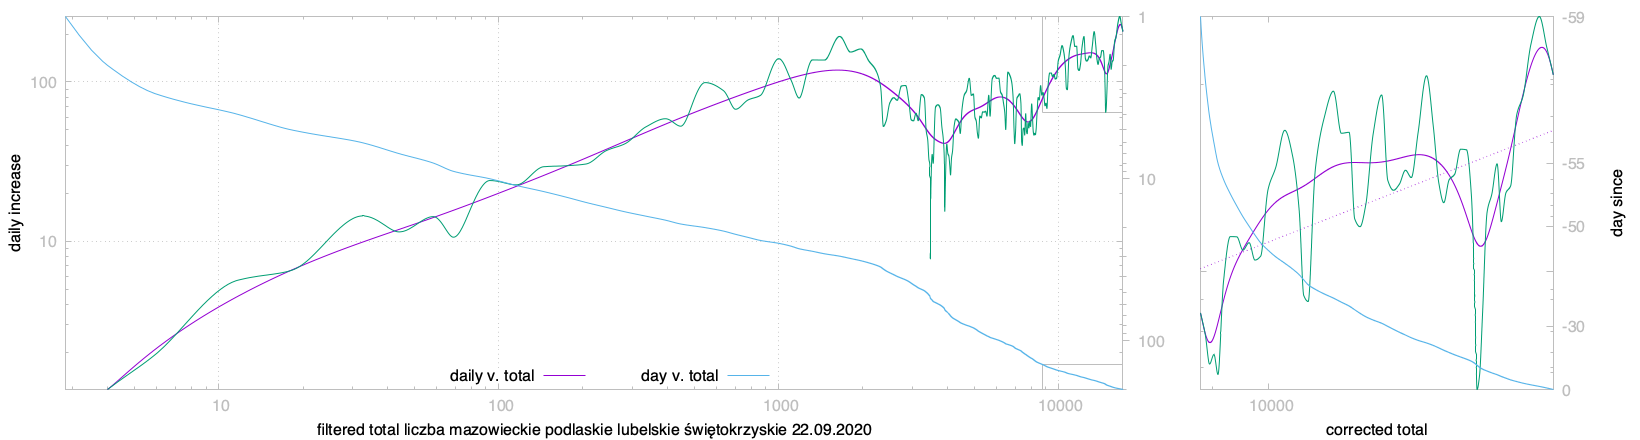 daily increase
100
10
10
100
1000
10000
1
10
100
daily v. total
day v. total
filtered total liczba mazowieckie podlaskie lubelskie świętokrzyskie 22.09.2020
10000
-59
-55
-50
-30
0
day since
corrected total